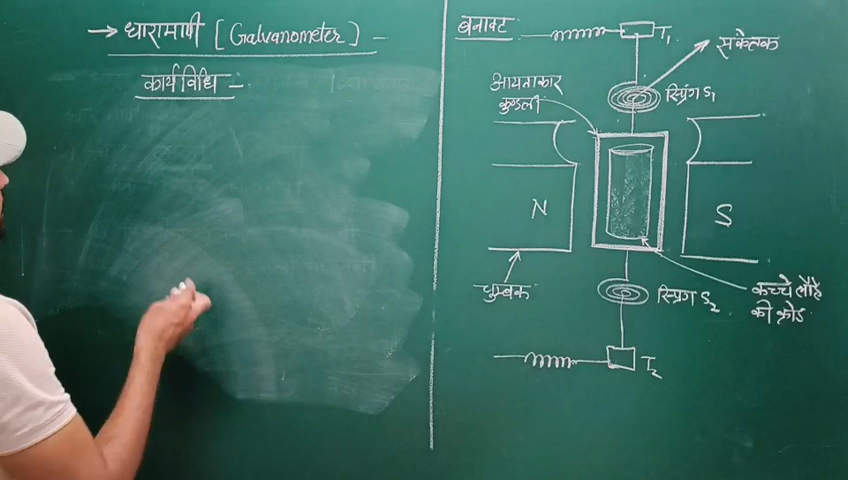 → धारामापी [ Galvanometer ) -
कार्यविधि -
बनावट
T₁
संकेतक
आयताकार
कुण्डली
स्प्रिंग S₁
N
S
चुम्बक
स्प्रिंग S₂
कच्चे लौहे
की क्रोड
T₂